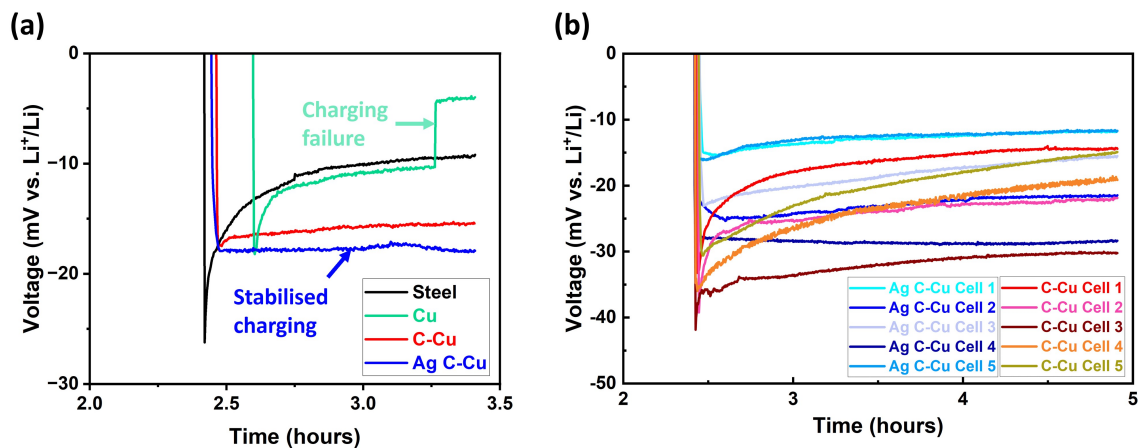 (a)
Voltage (mV vs. Li⁺/Li)
0
−10
−20
−30
2.0
2.5
3.0
3.5
Time (hours)
Charging
failure
Stabilised
charging
Steel
Cu
C-Cu
Ag C-Cu
(b)
Voltage (mV vs. Li⁺/Li)
0
-10
-20
-30
-40
-50
2
3
4
5
Time (hours)
Ag C-Cu Cell 1
Ag C-Cu Cell 2
Ag C-Cu Cell 3
Ag C-Cu Cell 4
Ag C-Cu Cell 5
C-Cu Cell 1
C-Cu Cell 2
C-Cu Cell 3
C-Cu Cell 4
C-Cu Cell 5